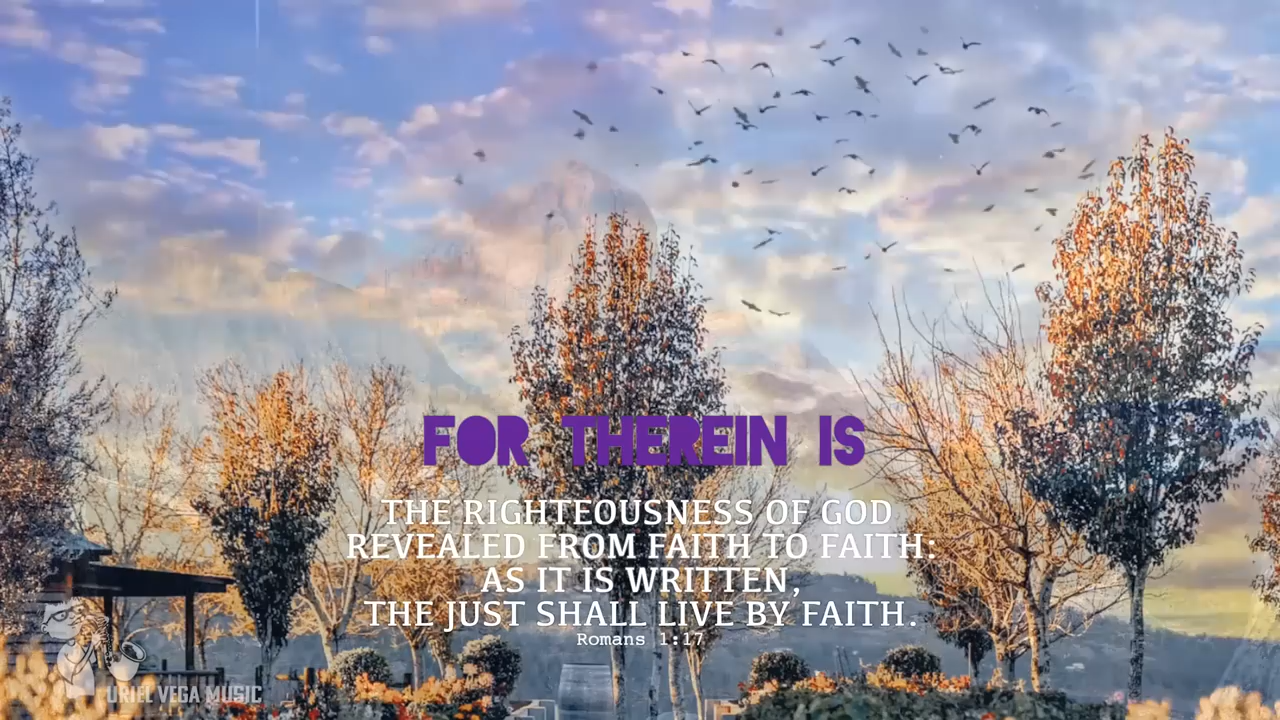 FOR THEREIN IS
THE RIGHTEOUSNESS OF GOD
REVEALED FROM FAITH TO FAITH:
AS IT IS WRITTEN,
THE JUST SHALL LIVE BY FAITH.
Romans 1:17
URIEL VEGA MUSIC